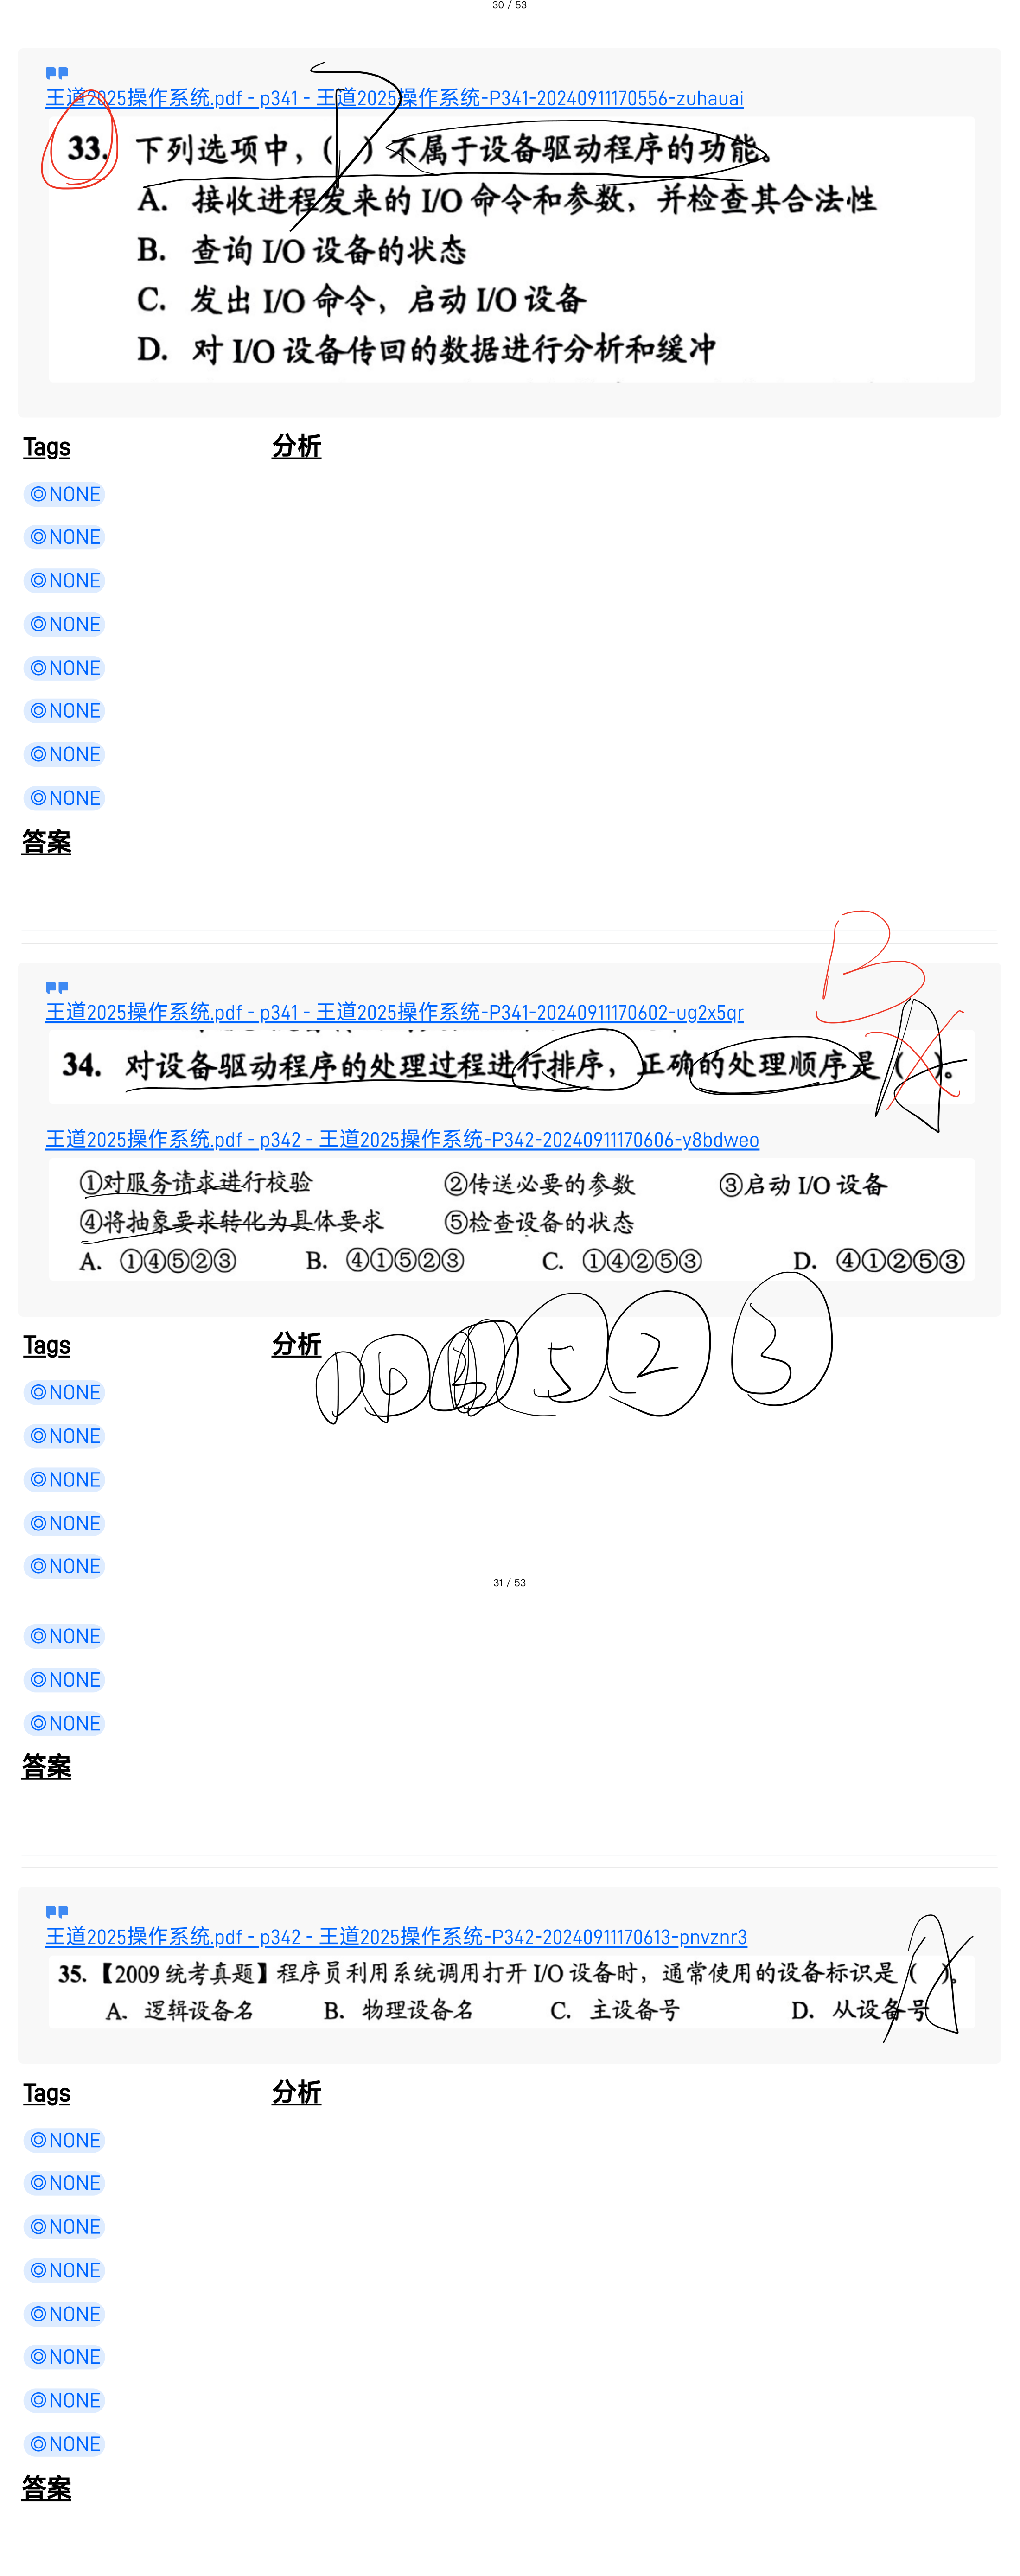 30 / 53
王道2025操作系统.pdf - p341 - 王道2025操作系统-P341-20240911170556-zuhauai
33. 下列选项中，( )不属于设备驱动程序的功能。
A. 接收进程发来的 I/O 命令和参数，并检查其合法性
B. 查询 I/O 设备的状态
C. 发出 I/O 命令，启动 I/O 设备
D. 对 I/O 设备传回的数据进行分析和缓冲
Tags 分析
◎NONE
◎NONE
◎NONE
◎NONE
◎NONE
◎NONE
◎NONE
◎NONE
答案
B
王道2025操作系统.pdf - p341 - 王道2025操作系统-P341-20240911170602-ug2x5qr
34. 对设备驱动程序的处理过程进行排序，正确的处理顺序是 ( A )。
王道2025操作系统.pdf - p342 - 王道2025操作系统-P342-20240911170606-y8bdweo
①对服务请求进行校验 ②传送必要的参数 ③启动 I/O 设备
④将抽象要求转化为具体要求 ⑤检查设备的状态
A. ①④⑤②③ B. ④①⑤②③ C. ①④②⑤③ D. ④①②⑤③
Tags 分析
① ④ ⑤ ② ③
◎NONE
◎NONE
◎NONE
◎NONE
◎NONE
31 / 53
◎NONE
◎NONE
◎NONE
答案
王道2025操作系统.pdf - p342 - 王道2025操作系统-P342-20240911170613-pnvznr3
35. 【2009 统考真题】程序员利用系统调用打开 I/O 设备时，通常使用的设备标识是 ( A )。
A. 逻辑设备名 B. 物理设备名 C. 主设备号 D. 从设备号
Tags 分析
◎NONE
◎NONE
◎NONE
◎NONE
◎NONE
◎NONE
◎NONE
◎NONE
答案